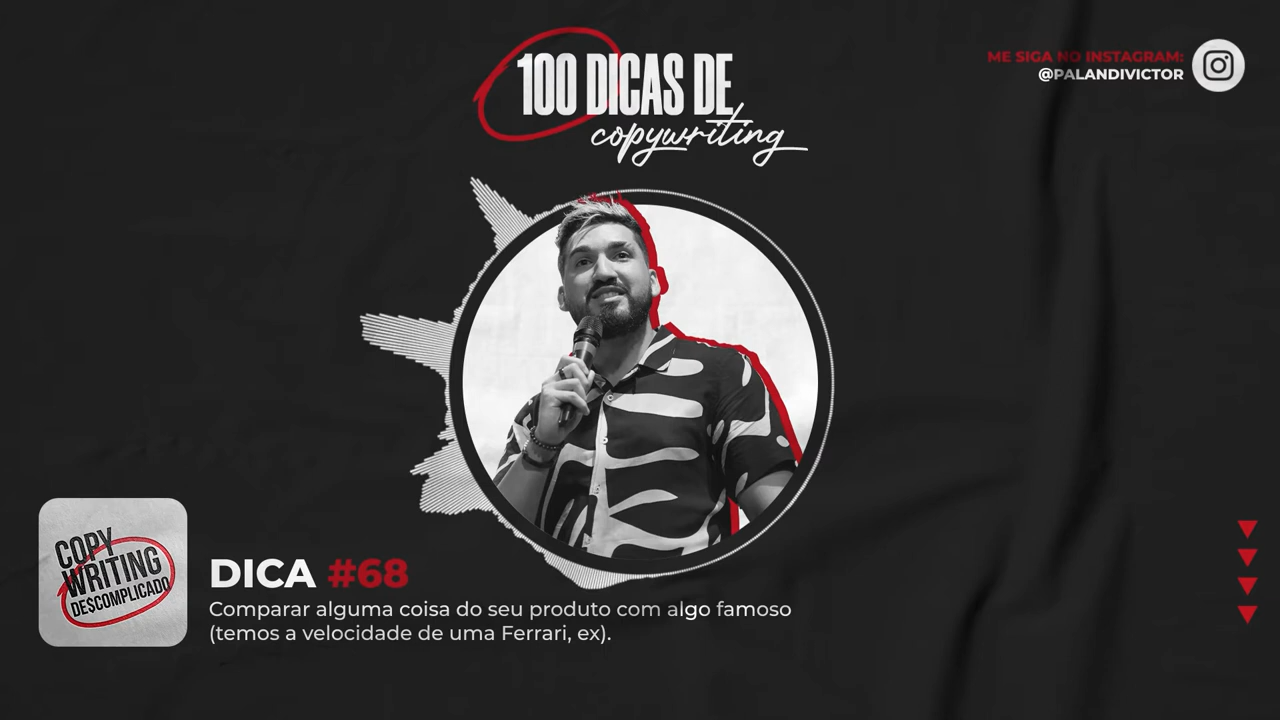 100 DICAS DE
copywriting
ME SIGA NO INSTAGRAM:
@PALANDIVICTOR
COPY
WRITING
DESCOMPLICADO
DICA #68
Comparar alguma coisa do seu produto com algo famoso
(temos a velocidade de uma Ferrari, ex).